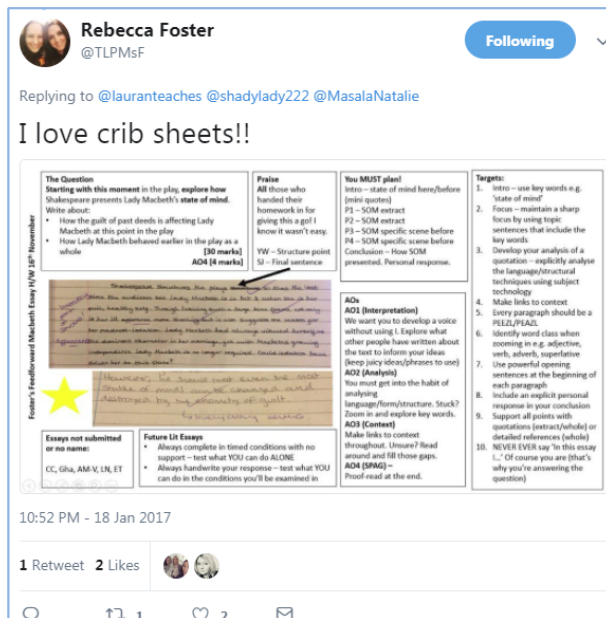 Rebecca Foster
@TLPMsF
Following
Replying to @lauranteaches @shadylady222 @MasalaNatalie
I love crib sheets!!
Foster's Feedforward Macbeth Essay H/W 16th November
The Question
Starting with this moment in the play, explore how
Shakespeare presents Lady Macbeth's state of mind.
Write about:
• How the guilt of past deeds is affecting Lady
Macbeth at this point in the play
• How Lady Macbeth behaved earlier in the play as a
whole [30 marks]
AO4 [4 marks]
Praise
All those who
handed their
homework in for
giving this a go! I
know it wasn't easy.
YW – Structure point
SJ – Final sentence
Shakespeare structures the play
However,
destroyed by
Essays not submitted
or no name:
CC, Gha, AM-V, LN, ET
Future Lit Essays
• Always complete in timed conditions with no
support – test what YOU can do ALONE
• Always handwrite your response – test what YOU
can do in the conditions you'll be examined in
You MUST plan!
Intro – state of mind here/before
(mini quotes)
P1 – SOM extract
P2 – SOM extract
P3 – SOM specific scene before
P4 – SOM specific scene before
Conclusion – How SOM
presented. Personal response.
AOs
AO1 (Interpretation)
We want you to develop a voice
without using I. Explore what
other people have written about
the text to inform your ideas
(keep juicy ideas/phrases to use)
AO2 (Analysis)
You must get into the habit of
analysing
language/form/structure. Stuck?
Zoom in and explore key words.
AO3 (Context)
Make links to context
throughout. Unsure? Read
around and fill those gaps.
AO4 (SPAG) –
Proof-read at the end.
Targets:
1. Intro – use key words e.g.
'state of mind'
2. Focus – maintain a sharp
focus by using topic
sentences that include the
key words
3. Develop your analysis of a
quotation – explicitly analyse
the language/structural
techniques using subject
technology
4. Make links to context
5. Every paragraph should be a
PEEZL/PEAZL
6. Identify word class when
zooming in e.g. adjective,
verb, adverb, superlative
7. Use powerful opening
sentences at the beginning of
each paragraph
8. Include an explicit personal
response in your conclusion
9. Support all points with
quotations (extract/whole) or
detailed references (whole)
10. NEVER EVER say 'In this essay
I...' Of course you are (that's
why you're answering the
question)
10:52 PM - 18 Jan 2017
1 Retweet 2 Likes
1 2